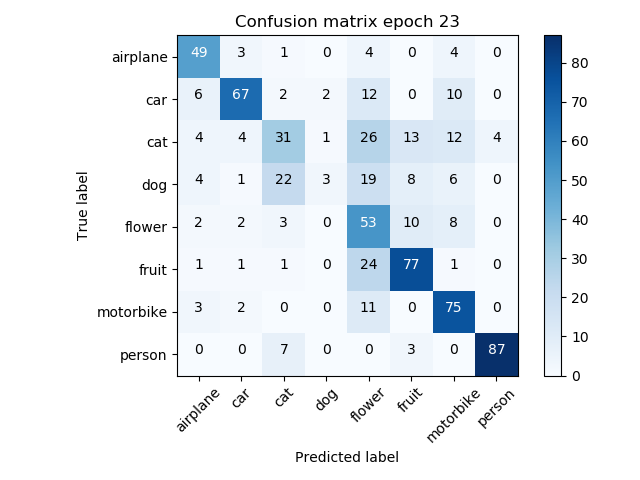 Confusion matrix epoch 23
True label
airplane 49 3 1 0 4 0 4 0
car 6 67 2 2 12 0 10 0
cat 4 4 31 1 26 13 12 4
dog 4 1 22 3 19 8 6 0
flower 2 2 3 0 53 10 8 0
fruit 1 1 1 0 24 77 1 0
motorbike 3 2 0 0 11 0 75 0
person 0 0 7 0 0 3 0 87
airplane car cat dog flower fruit motorbike person
Predicted label
80
70
60
50
40
30
20
10
0